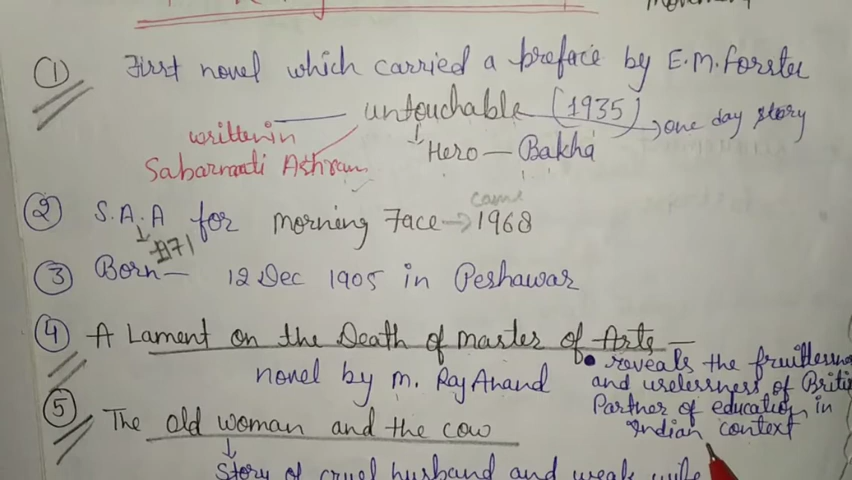 ① First novel which carried a preface by E.M. Forster
untouchable (1935) → one day story
written in
Sabarmati Ashram
Hero — Bakha
② S.A.A for Morning Face → came 1968
1971
③ Born — 12 Dec 1905 in Peshawar
④ A Lament on the Death of Master of Arts —
novel by M. Raj Anand
• reveals the fruitlessness
and uselessness of British
Partner of education in
Indian context
⑤ The old woman and the cow
Story of cruel husband and weak wife